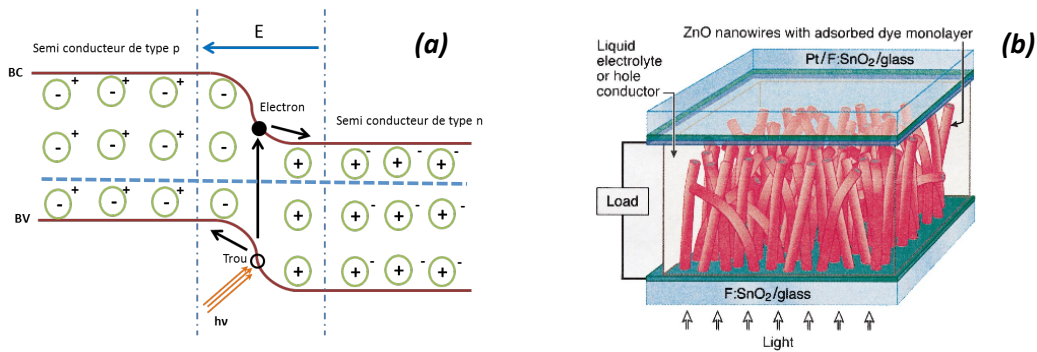 (a)
E
Semi conducteur de type p
BC
+ + +
- - - -
Electron
Semi conducteur de type n
+ + +
- - - -
- - -
+ + + +
+ + +
- - - -
BV
- - -
+ + + +
Trou
- - -
+ + + +
hν
(b)
ZnO nanowires with adsorbed dye monolayer
Liquid
electrolyte
or hole
conductor
Pt/F:SnO₂/glass
Load
F:SnO₂/glass
Light